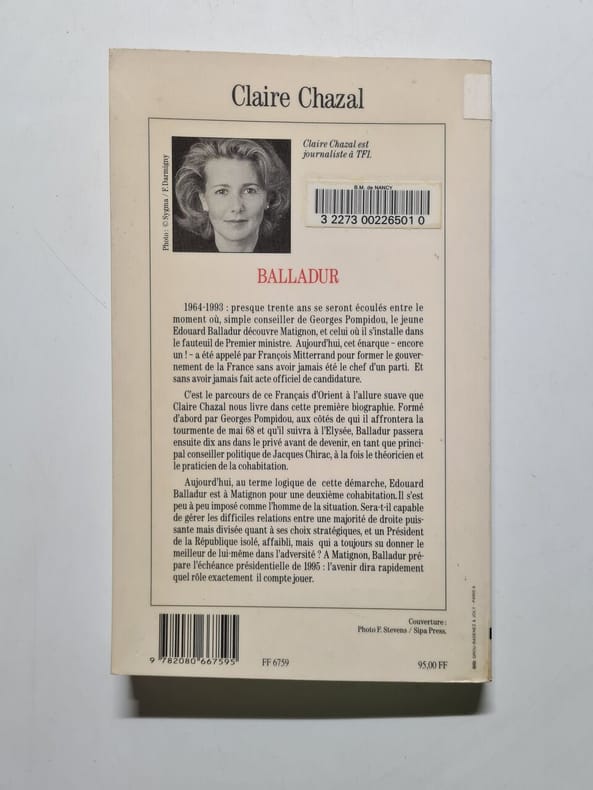 Claire Chazal
Photo: © Sygma / F. Darmigny
Claire Chazal est
journaliste à TF1.
B.M. de NANCY
3 2273 00226501 0
BALLADUR
1964-1993 : presque trente ans se seront écoulés entre le
moment où, simple conseiller de Georges Pompidou, le jeune
Edouard Balladur découvre Matignon, et celui où il s'installe dans
le fauteuil de Premier ministre. Aujourd'hui, cet énarque - encore
un ! - a été appelé par François Mitterrand pour former le gouver-
nement de la France sans avoir jamais été le chef d'un parti. Et
sans avoir jamais fait acte officiel de candidature.
C'est le parcours de ce Français d'Orient à l'allure suave que
Claire Chazal nous livre dans cette première biographie. Formé
d'abord par Georges Pompidou, aux côtés de qui il affrontera la
tourmente de mai 68 et qu'il suivra à l'Elysée, Balladur passera
ensuite dix ans dans le privé avant de devenir, en tant que princi-
pal conseiller politique de Jacques Chirac, à la fois le théoricien et
le praticien de la cohabitation.
Aujourd'hui, au terme logique de cette démarche, Edouard
Balladur est à Matignon pour une deuxième cohabitation. Il s'est
peu à peu imposé comme l'homme de la situation. Sera-t-il capable
de gérer les difficiles relations entre une majorité de droite puis-
sante mais divisée quant à ses choix stratégiques, et un Président
de la République isolé, affaibli, mais qui a toujours su donner le
meilleur de lui-même dans l'adversité ? A Matignon, Balladur pré-
pare l'échéance présidentielle de 1995 : l'avenir dira rapidement
quel rôle exactement il compte jouer.
Couverture :
Photo F. Stevens / Sipa Press.
9 782080 667595
FF 6759
95,00 FF